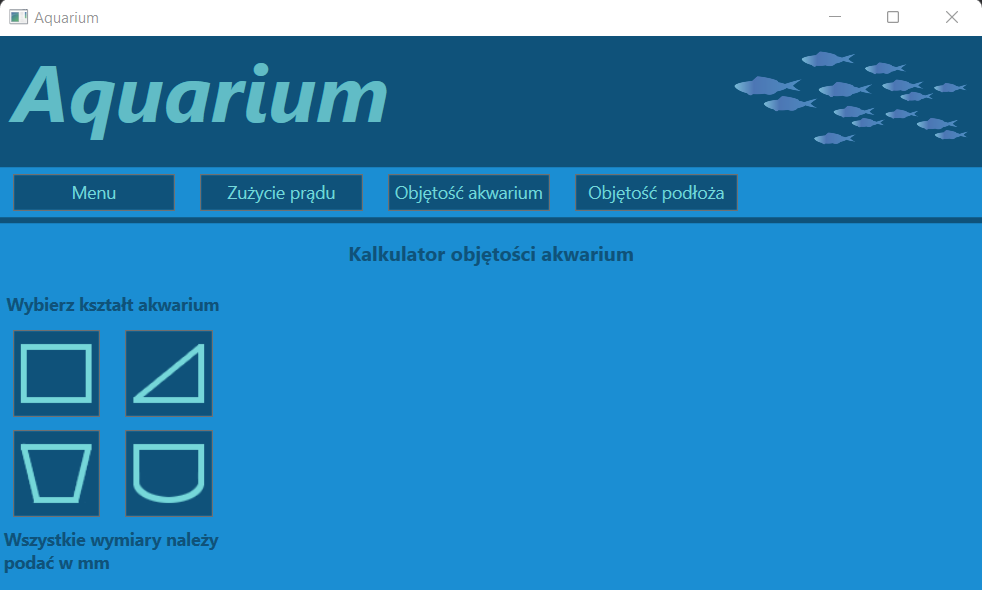 Aquarium
Aquarium
Menu
Zużycie prądu
Objętość akwarium
Objętość podłoża
Kalkulator objętości akwarium
Wybierz kształt akwarium
Wszystkie wymiary należy
podać w mm